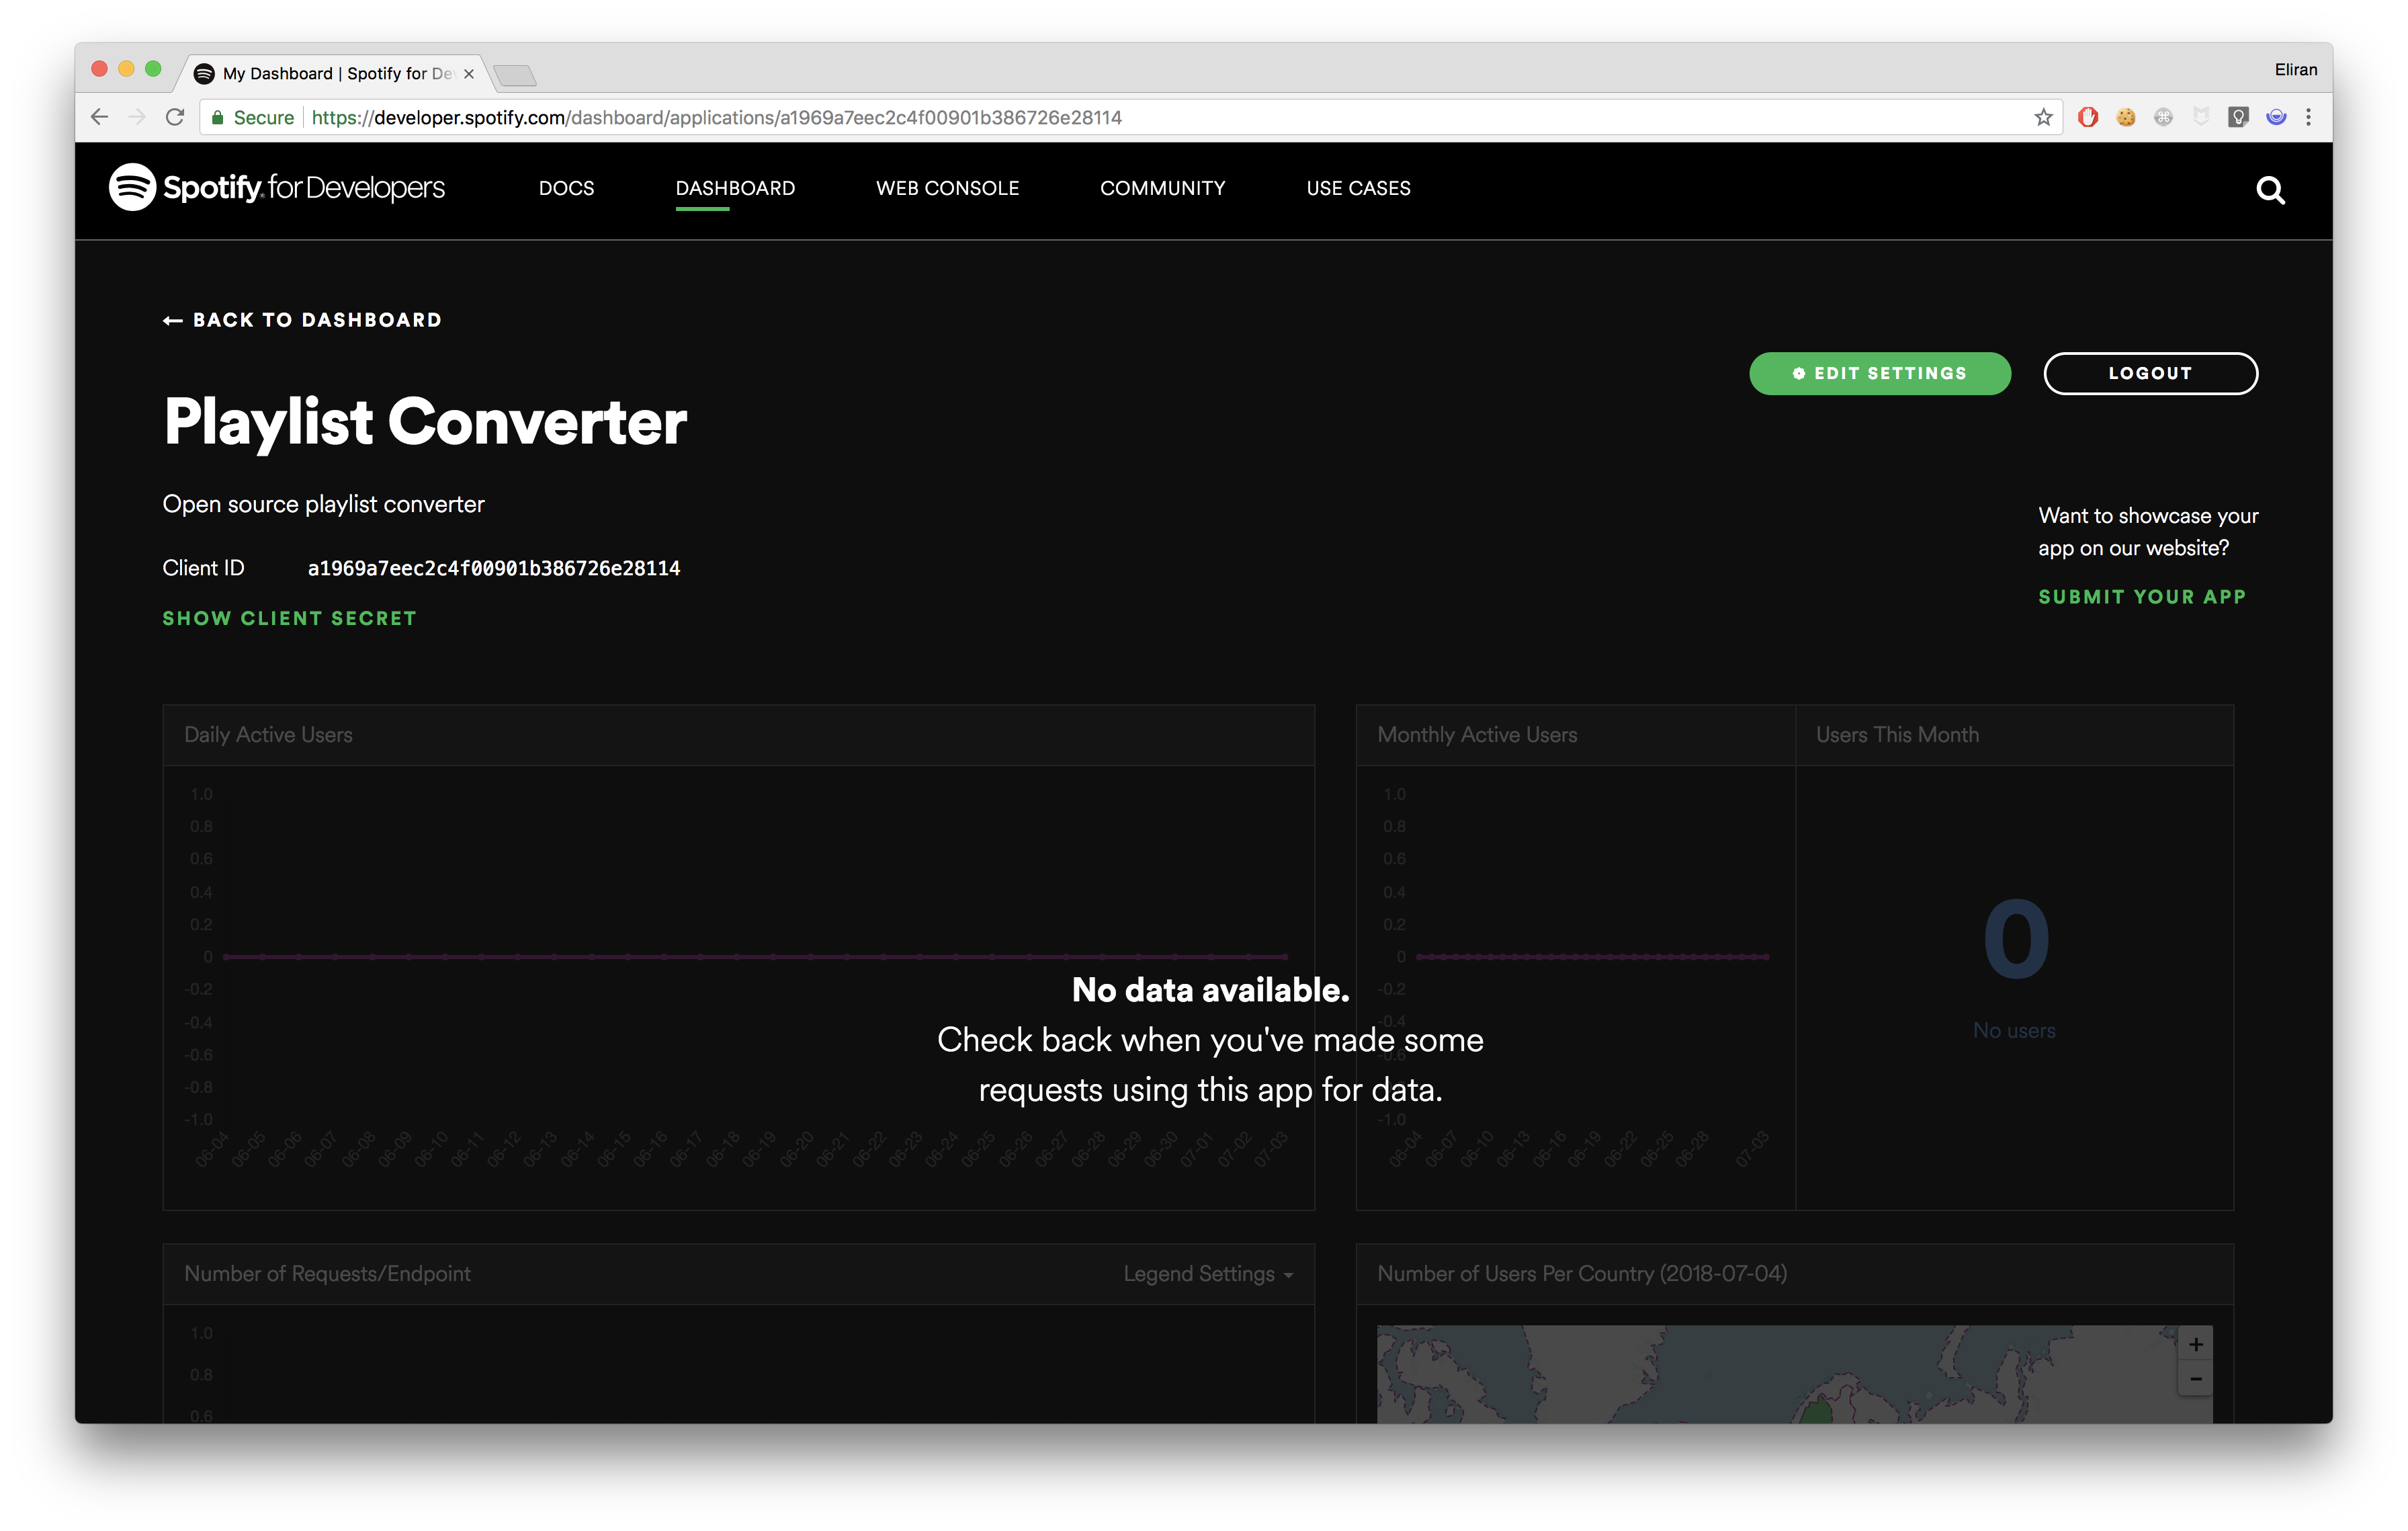 My Dashboard | Spotify for De
Eliran
Secure
https://developer.spotify.com/dashboard/applications/a1969a7eec2c4f00901b386726e28114
Spotify for Developers
DOCS
DASHBOARD
WEB CONSOLE
COMMUNITY
USE CASES
← BACK TO DASHBOARD
EDIT SETTINGS
LOGOUT
Playlist Converter
Open source playlist converter
Want to showcase your
app on our website?
Client ID a1969a7eec2c4f00901b386726e28114
SUBMIT YOUR APP
SHOW CLIENT SECRET
Daily Active Users
1.0
0.8
0.6
0.4
0.2
0
-0.2
-0.4
-0.6
-0.8
-1.0
06-04 06-05 06-06 06-07 06-08 06-09 06-10 06-11 06-12 06-13 06-14 06-15 06-16 06-17 06-18 06-19 06-20 06-21 06-22 06-23 06-24 06-25 06-26 06-27 06-28 06-29 06-30 07-01 07-02 07-03
Monthly Active Users
1.0
0.8
0.6
0.4
0.2
0
-0.2
-0.4
-0.6
-1.0
06-04 06-07 06-10 06-13 06-16 06-19 06-22 06-25 06-28 07-03
Users This Month
0
No users
No data available.
Check back when you've made some
requests using this app for data.
Number of Requests/Endpoint
Legend Settings
1.0
0.8
0.6
Number of Users Per Country (2018-07-04)
+
-